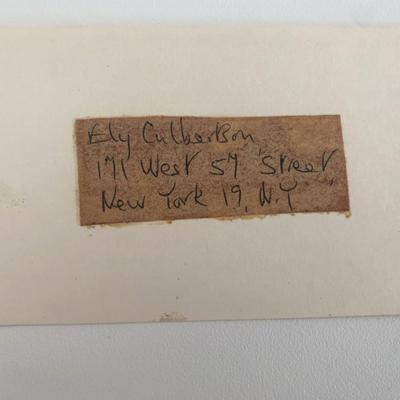 Ely Culbertson
171 West 57 Street
New York 19, N.Y